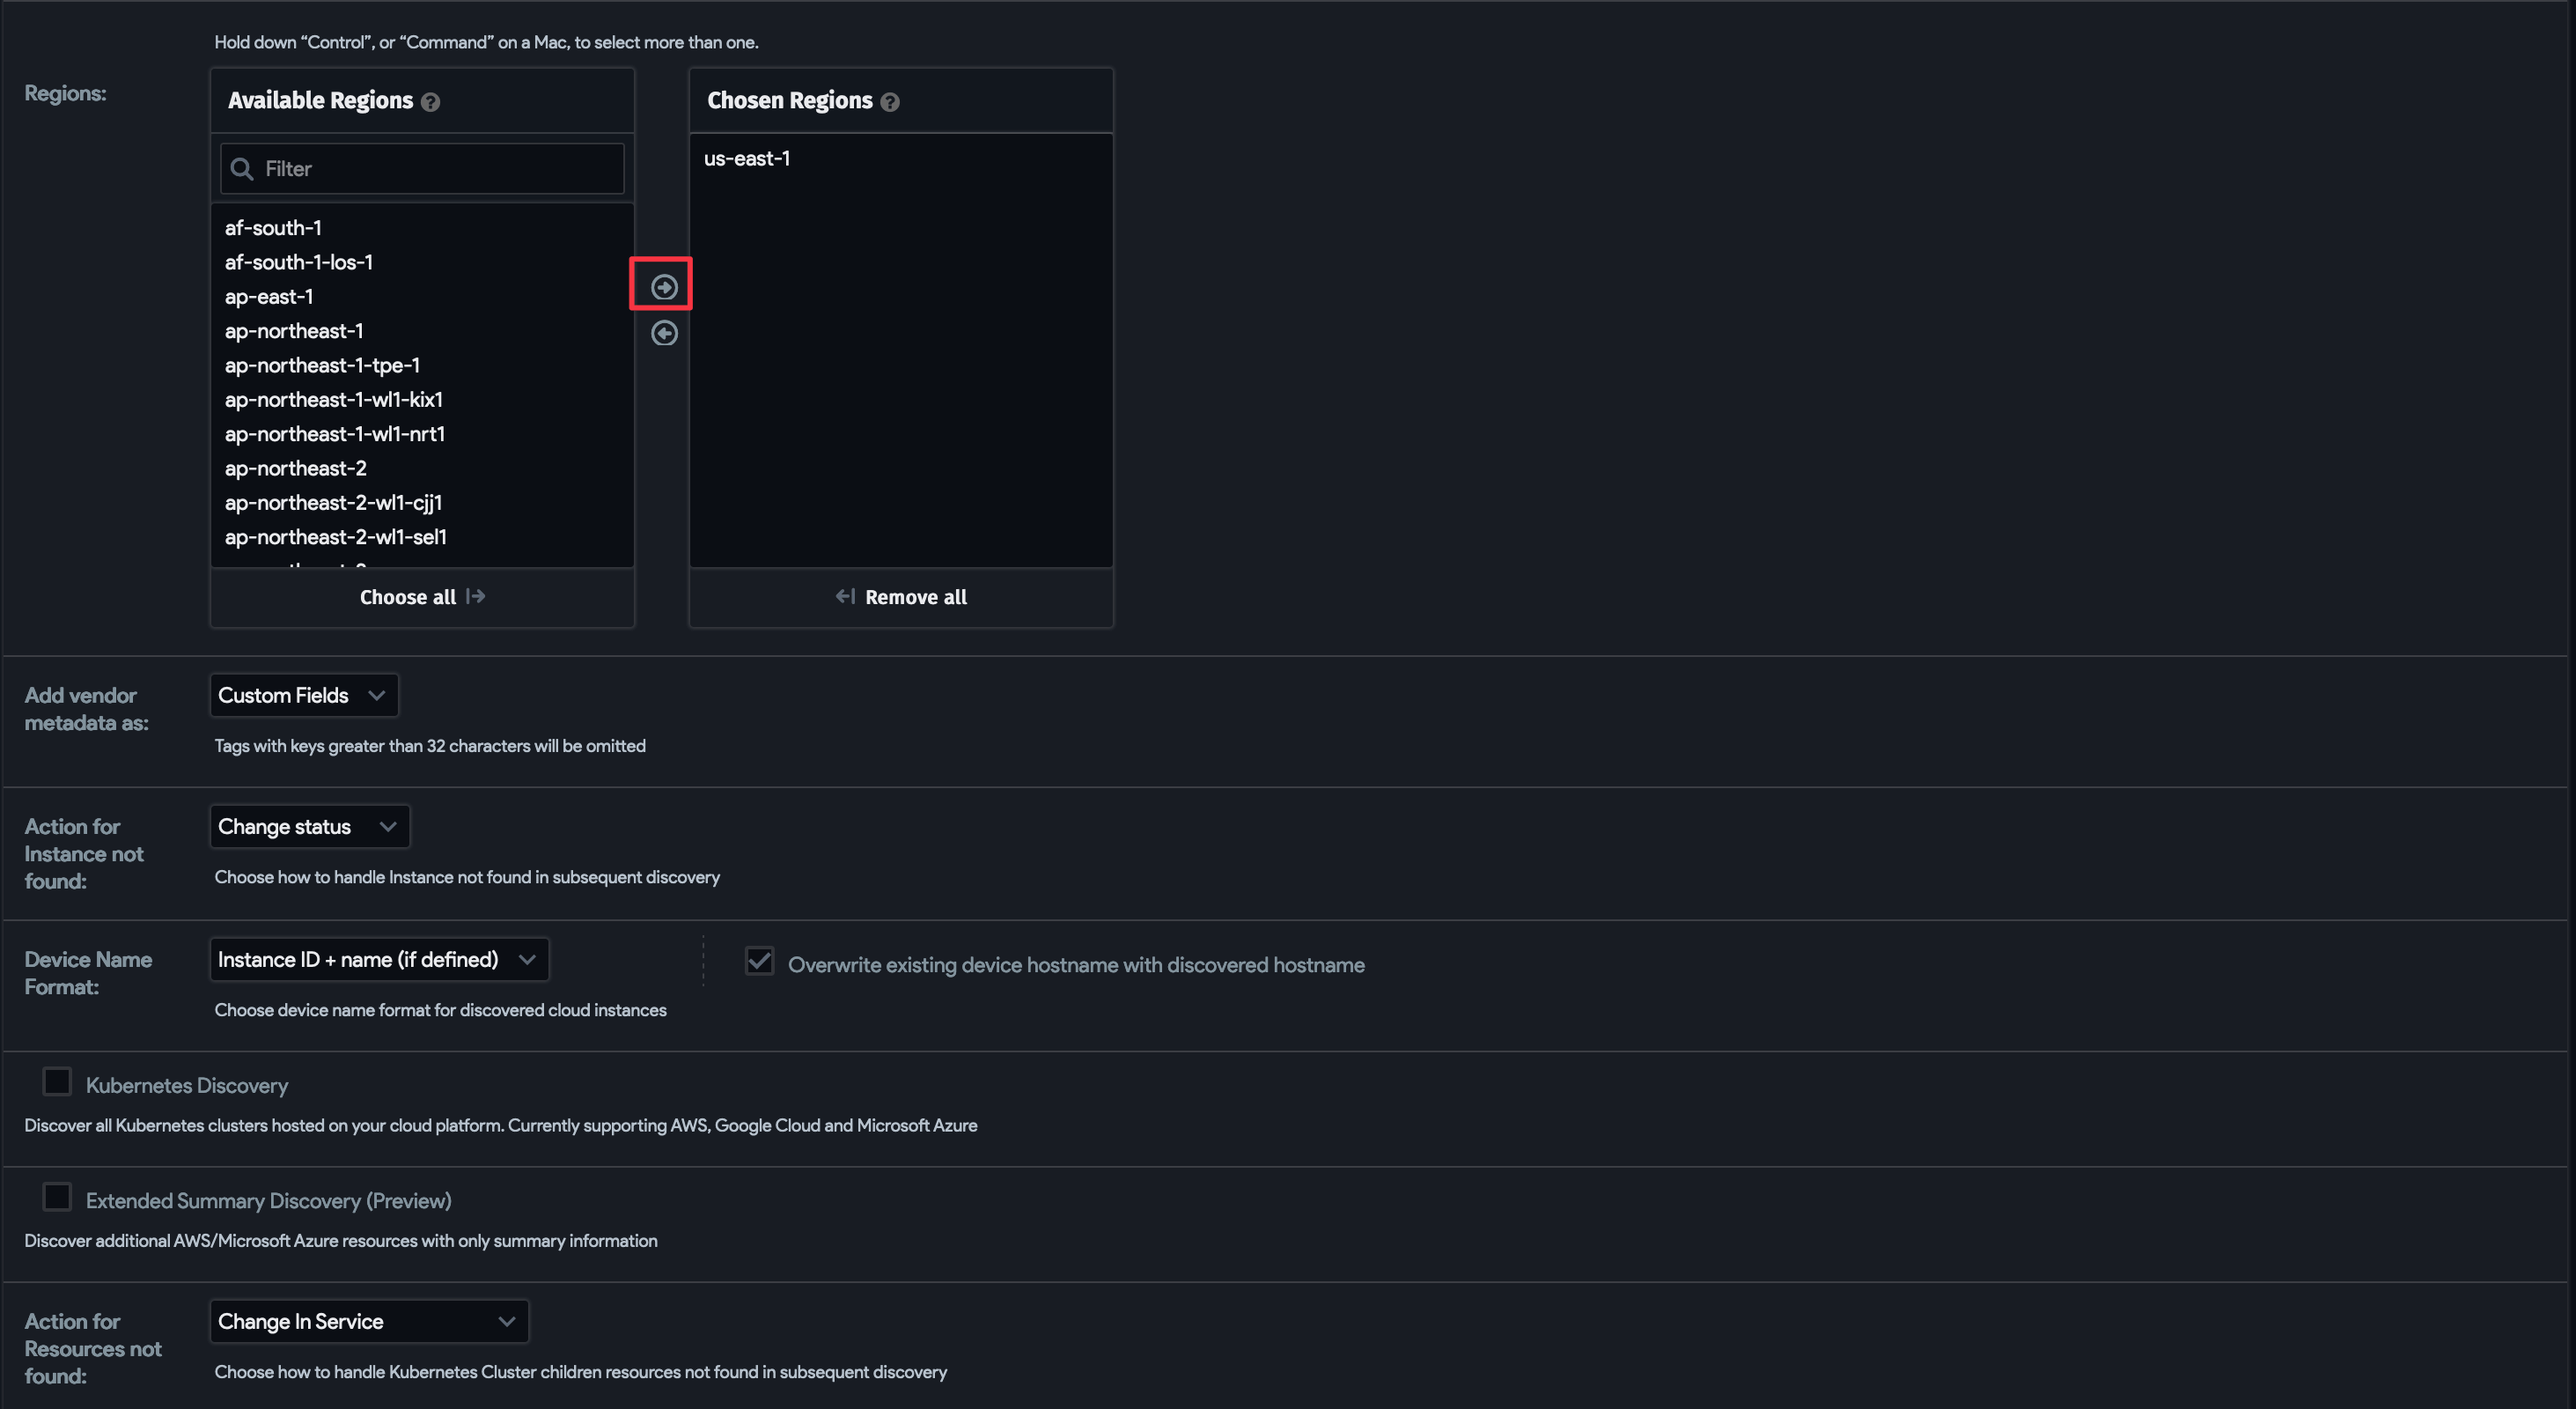 Hold down “Control”, or “Command” on a Mac, to select more than one.
Regions:
Available Regions
Chosen Regions
Filter
us-east-1
af-south-1
af-south-1-los-1
ap-east-1
ap-northeast-1
ap-northeast-1-tpe-1
ap-northeast-1-wl1-kix1
ap-northeast-1-wl1-nrt1
ap-northeast-2
ap-northeast-2-wl1-cjj1
ap-northeast-2-wl1-sel1
Choose all
Remove all
Add vendor
metadata as:
Custom Fields
Tags with keys greater than 32 characters will be omitted
Action for
Instance not
found:
Change status
Choose how to handle Instance not found in subsequent discovery
Device Name
Format:
Instance ID + name (if defined)
Overwrite existing device hostname with discovered hostname
Choose device name format for discovered cloud instances
Kubernetes Discovery
Discover all Kubernetes clusters hosted on your cloud platform. Currently supporting AWS, Google Cloud and Microsoft Azure
Extended Summary Discovery (Preview)
Discover additional AWS/Microsoft Azure resources with only summary information
Action for
Resources not
found:
Change In Service
Choose how to handle Kubernetes Cluster children resources not found in subsequent discovery